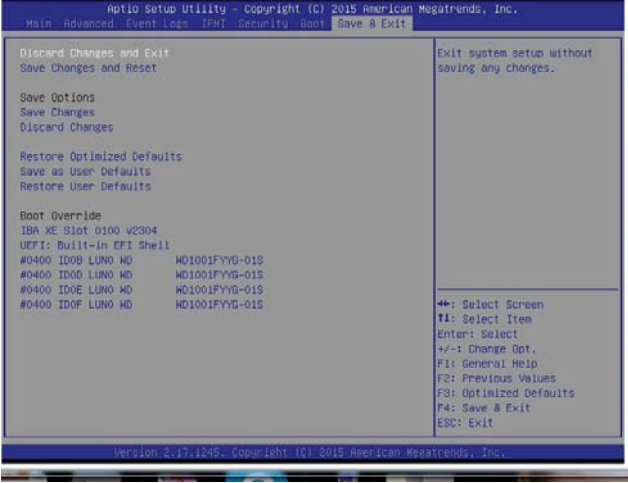 Aptio Setup Utility - Copyright (C) 2015 American Megatrends, Inc.
Main Advanced Event Logs IPMI Security Boot Save & Exit
Discard Changes and Exit
Save Changes and Reset
Save Options
Save Changes
Discard Changes
Restore Optimized Defaults
Save as User Defaults
Restore User Defaults
Boot Override
IBA XE Slot 0100 v2304
UEFI: Built-in EFI Shell
#0400 ID0B LUN0 WD WD1001FYYG-01S
#0400 ID0D LUN0 WD WD1001FYYG-01S
#0400 ID0E LUN0 WD WD1001FYYG-01S
#0400 ID0F LUN0 WD WD1001FYYG-01S
Exit system setup without
saving any changes.
→←: Select Screen
↑↓: Select Item
Enter: Select
+/-: Change Opt.
F1: General Help
F2: Previous Values
F3: Optimized Defaults
F4: Save & Exit
ESC: Exit
Version 2.17.1245. Copyright (C) 2015 American Megatrends, Inc.